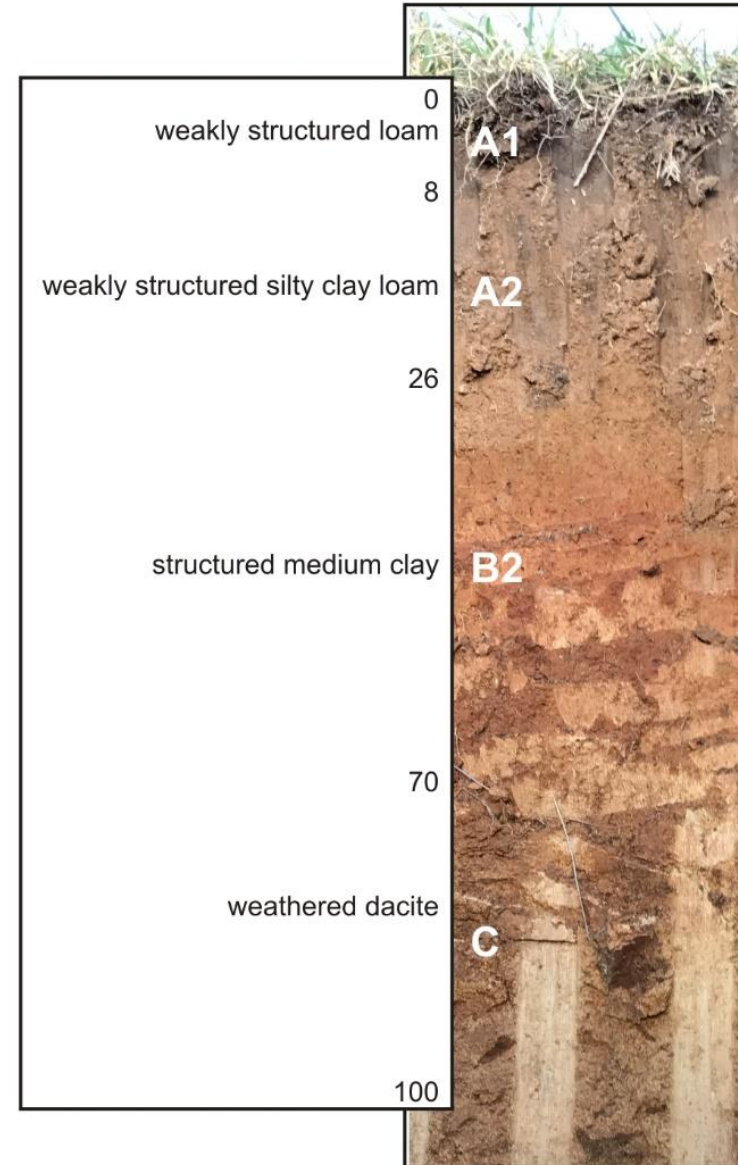 0
weakly structured loam A1
8
weakly structured silty clay loam A2
26
structured medium clay B2
70
weathered dacite
C
100